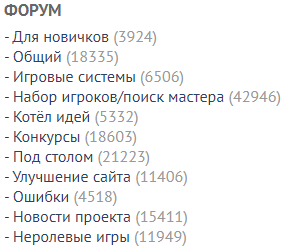 ФОРУМ
- Для новичков (3924)
- Общий (18335)
- Игровые системы (6506)
- Набор игроков/поиск мастера (42946)
- Котёл идей (5332)
- Конкурсы (18603)
- Под столом (21223)
- Улучшение сайта (11406)
- Ошибки (4518)
- Новости проекта (15411)
- Неролевые игры (11949)